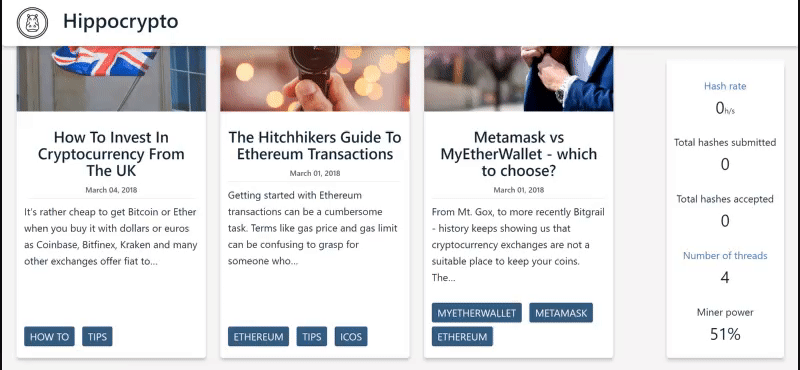 Hippocrypto
How To Invest In
Cryptocurrency From
The UK
March 04, 2018
It's rather cheap to get Bitcoin or Ether
when you buy it with dollars or euros
as Coinbase, Bitfinex, Kraken and many
other exchanges offer fiat to...
HOW TO
TIPS
The Hitchhikers Guide To
Ethereum Transactions
March 01, 2018
Getting started with Ethereum
transactions can be a cumbersome
task. Terms like gas price and gas limit
can be confusing to grasp for
someone who...
ETHEREUM
TIPS
ICOS
Metamask vs
MyEtherWallet - which
to choose?
March 01, 2018
From Mt. Gox, to more recently Bitgrail
- history keeps showing us that
cryptocurrency exchanges are not a
suitable place to keep your coins.
The...
MYETHERWALLET
METAMASK
ETHEREUM
Hash rate
0h/s
Total hashes submitted
0
Total hashes accepted
0
Number of threads
4
Miner power
51%